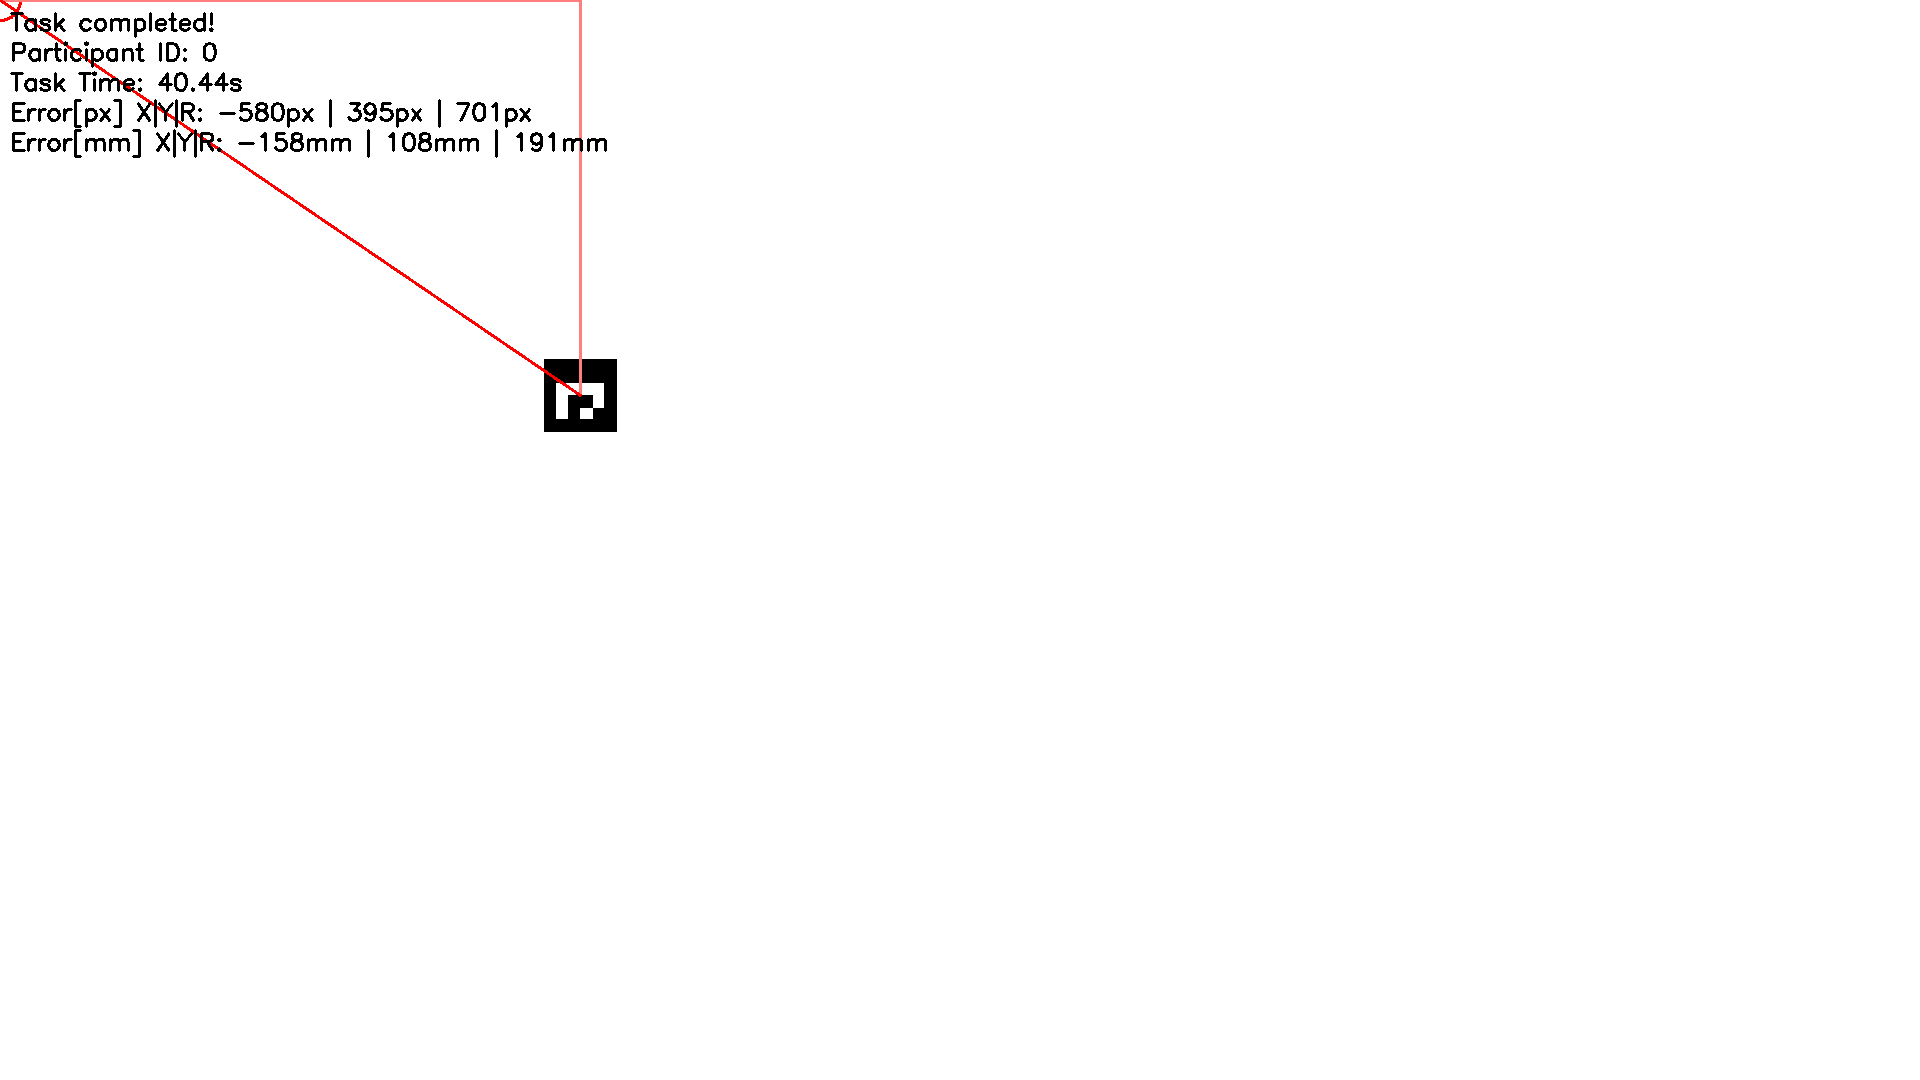 Task completed!
Participant ID: 0
Task Time: 40.44s
Error[px] X|Y|R: -580px | 395px | 701px
Error[mm] X|Y|R: -158mm | 108mm | 191mm